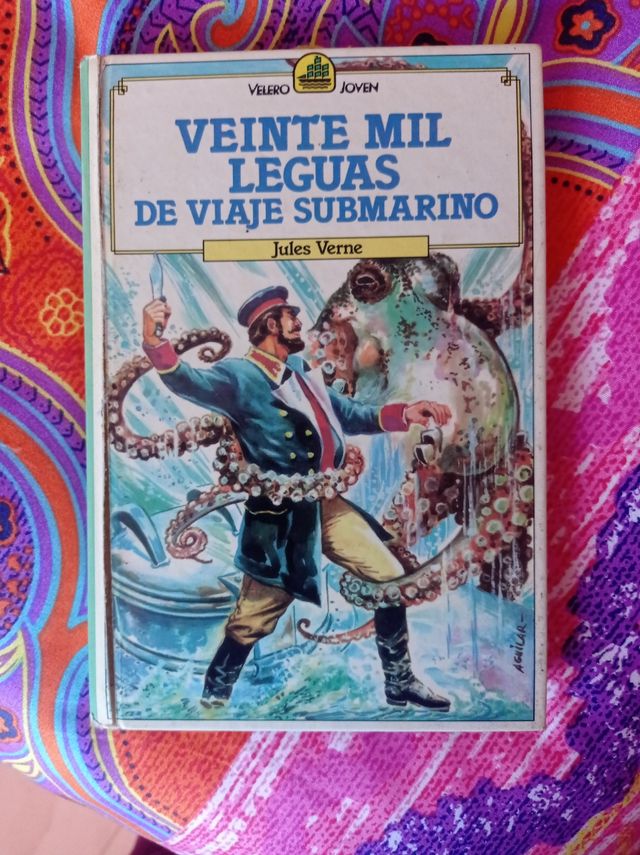 VELERO JOVEN
VEINTE MIL
LEGUAS
DE VIAJE SUBMARINO
Jules Verne
AGUILAR